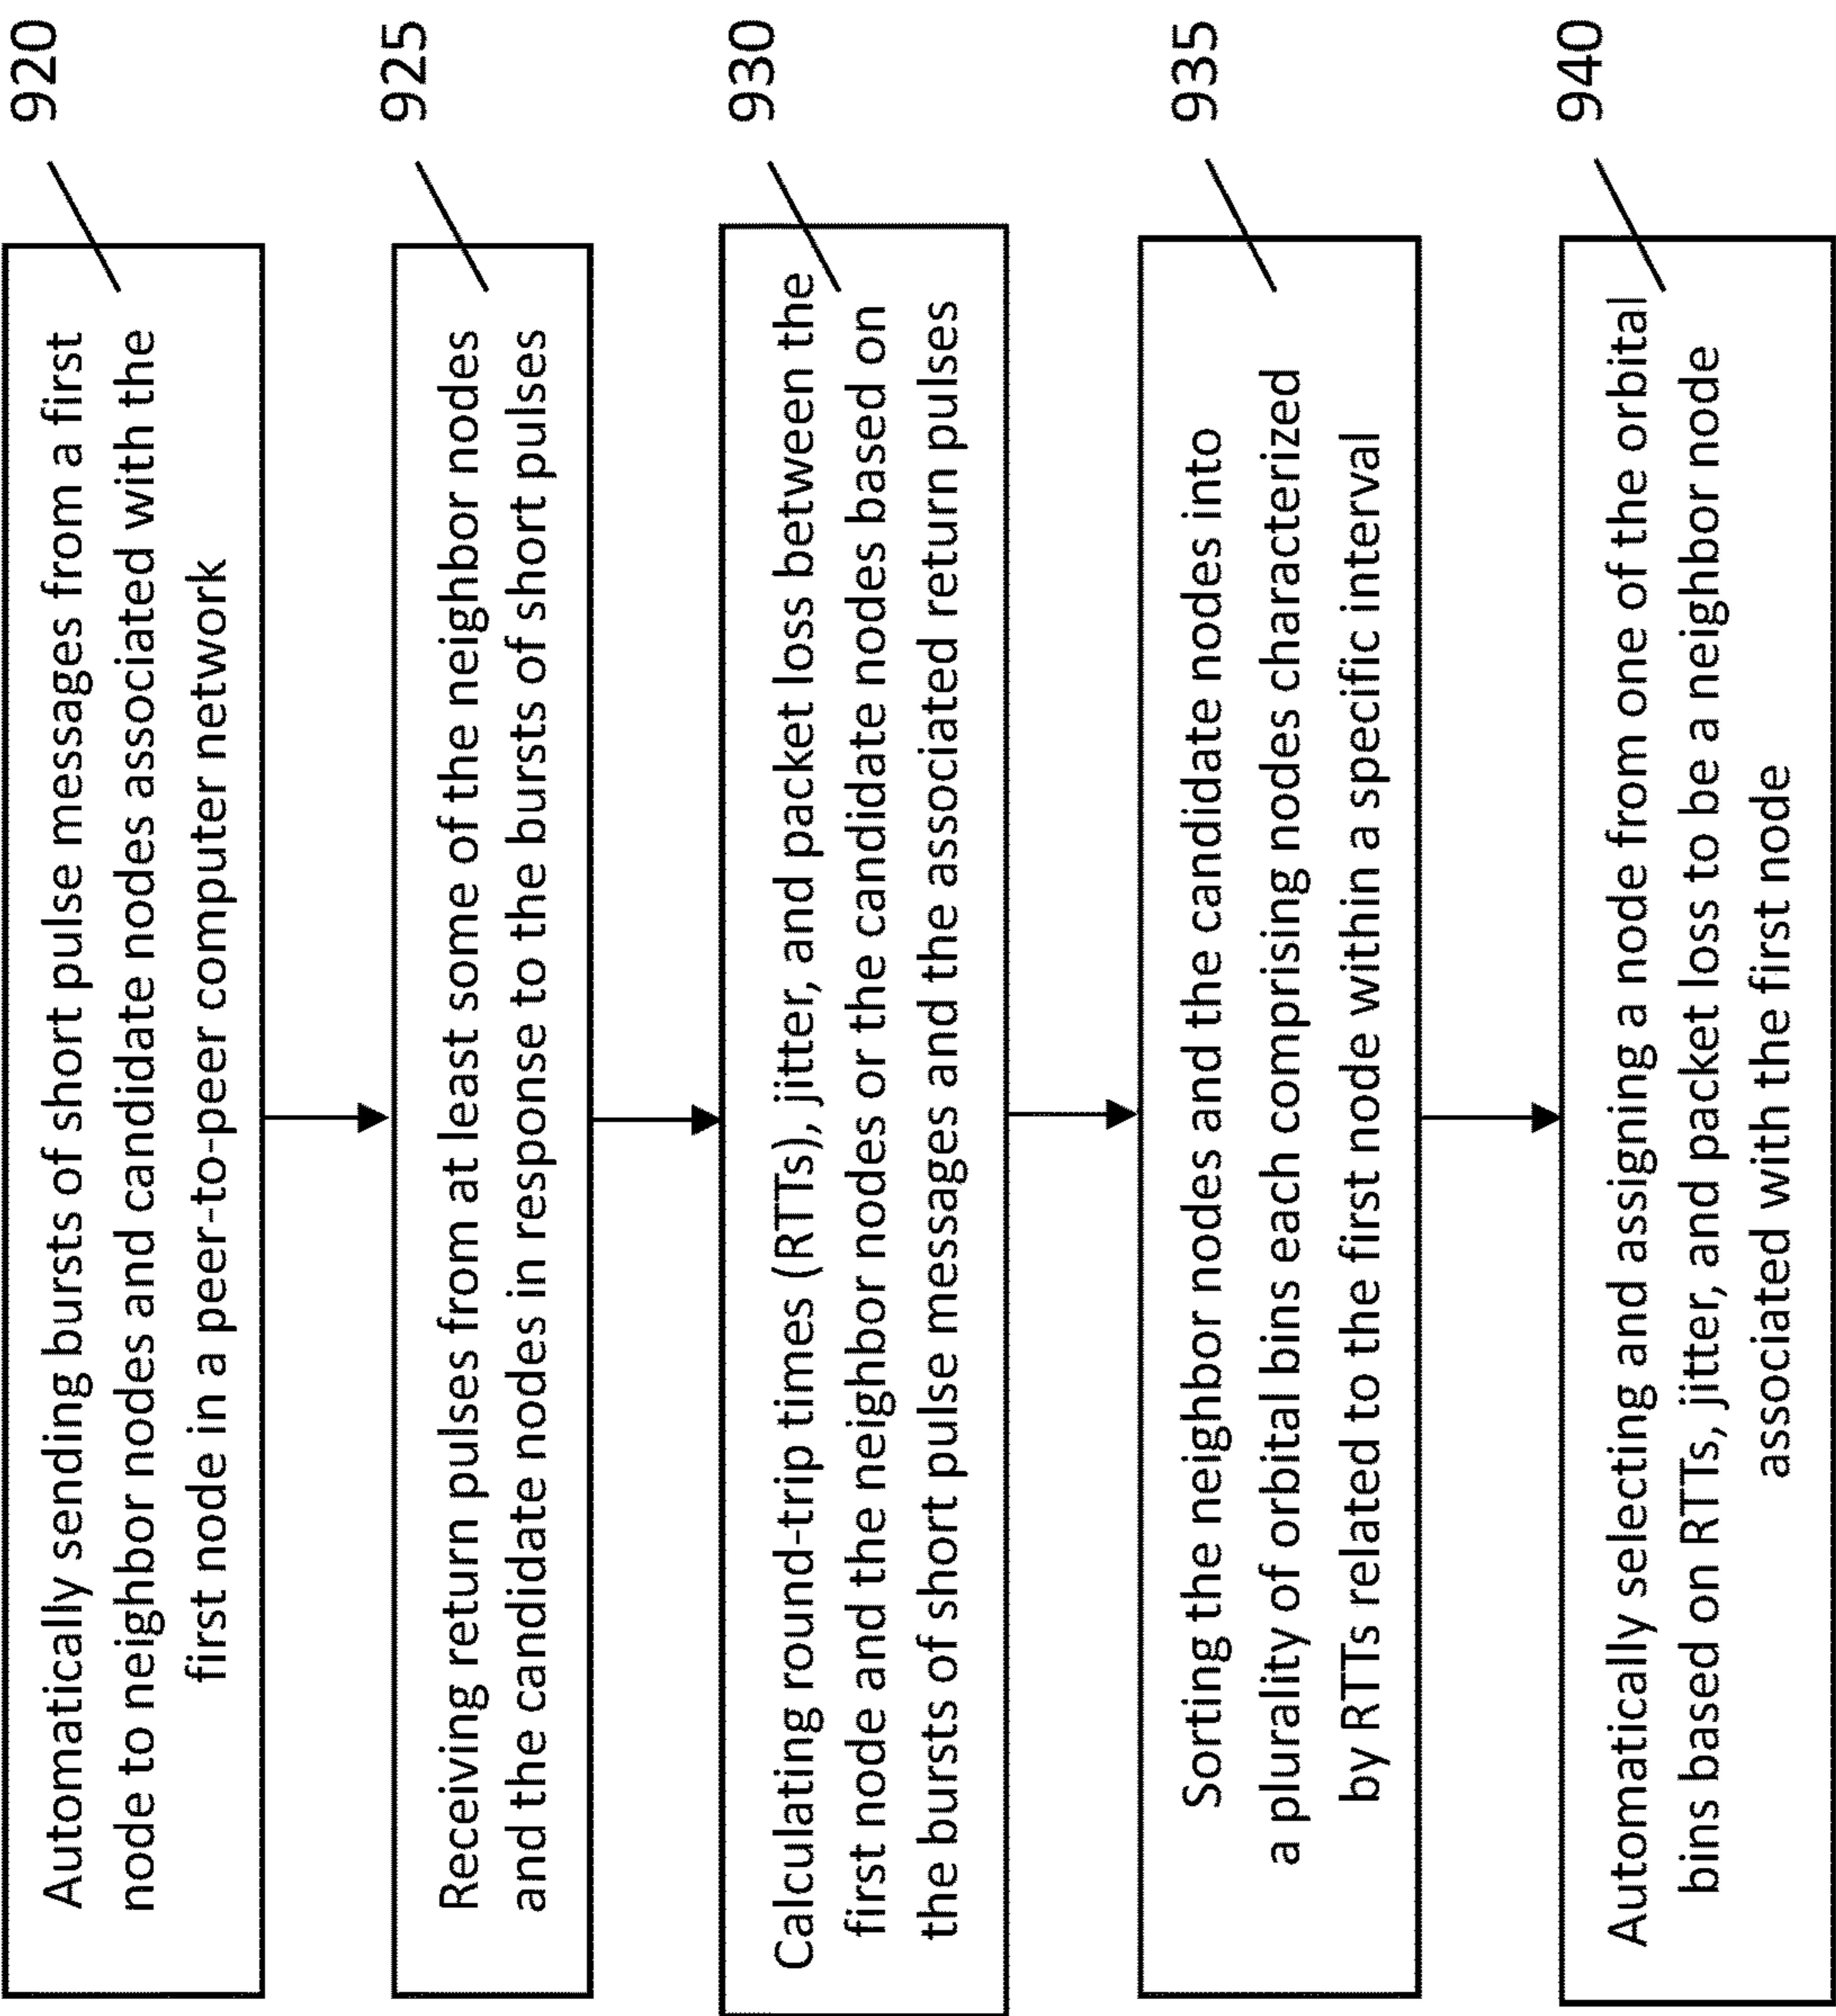 Automatically sending bursts of short pulse messages from a first
node to neighbor nodes and candidate nodes associated with the
first node in a peer-to-peer computer network
920
Receiving return pulses from at least some of the neighbor nodes
and the candidate nodes in response to the bursts of short pulses
925
Calculating round-trip times (RTTs), jitter, and packet loss between the
first node and the neighbor nodes or the candidate nodes based on
the bursts of short pulse messages and the associated return pulses
930
Sorting the neighbor nodes and the candidate nodes into
a plurality of orbital bins each comprising nodes characterized
by RTTs related to the first node within a specific interval
935
Automatically selecting and assigning a node from one of the orbital
bins based on RTTs, jitter, and packet loss to be a neighbor node
associated with the first node
940